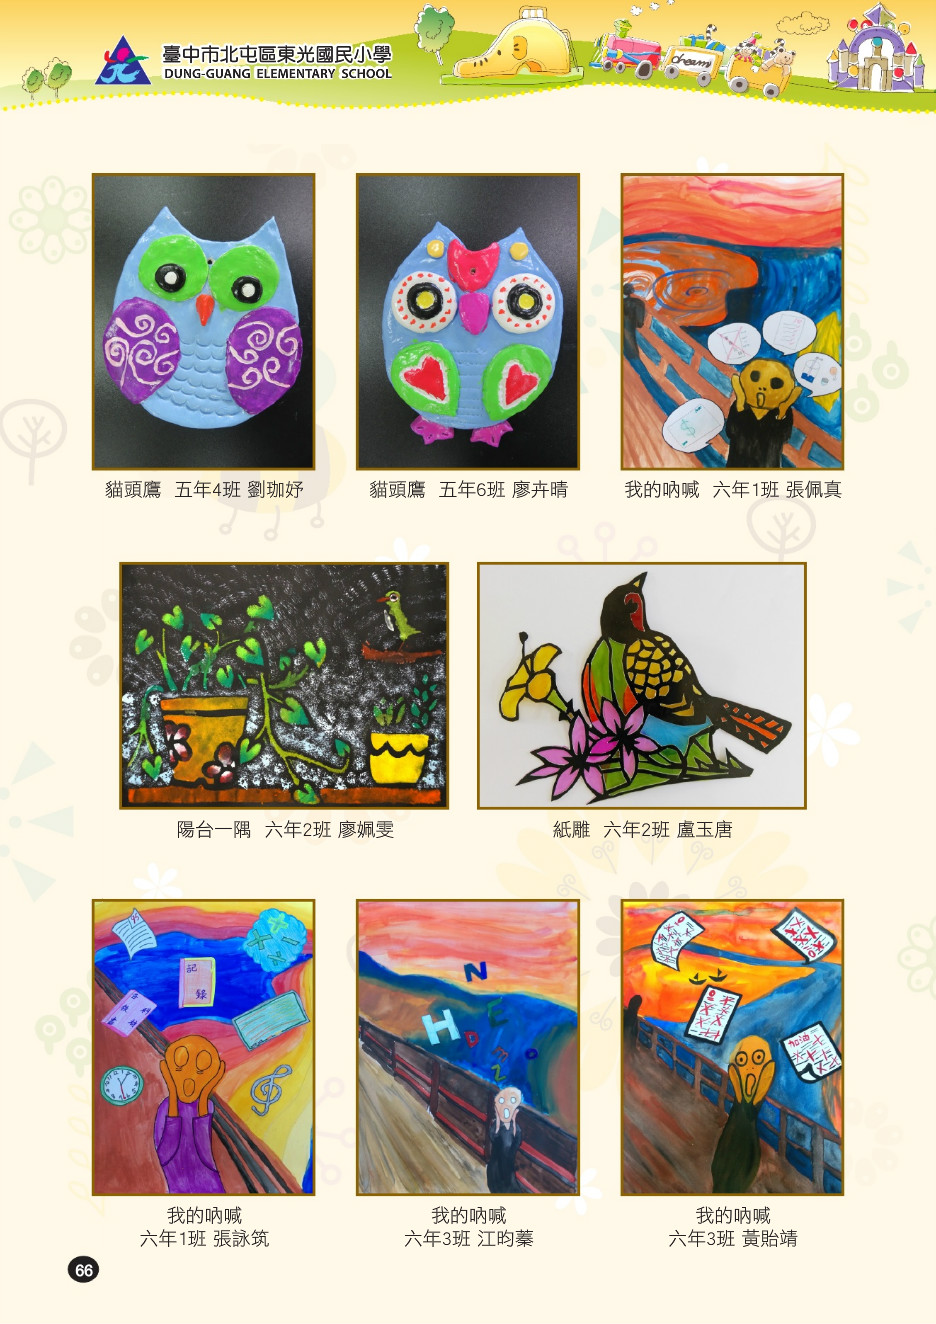 臺中市北屯區東光國民小學
DUNG-GUANG ELEMENTARY SCHOOL
dream
貓頭鷹 五年4班 劉珈妤
貓頭鷹 五年6班 廖卉晴
我的吶喊 六年1班 張佩真
陽台一隅 六年2班 廖姵雯
紙雕 六年2班 盧玉唐
記
錄
N
E
H
D
加油
我的吶喊
六年1班 張詠筑
我的吶喊
六年3班 江昀蓁
我的吶喊
六年3班 黃貽靖
66